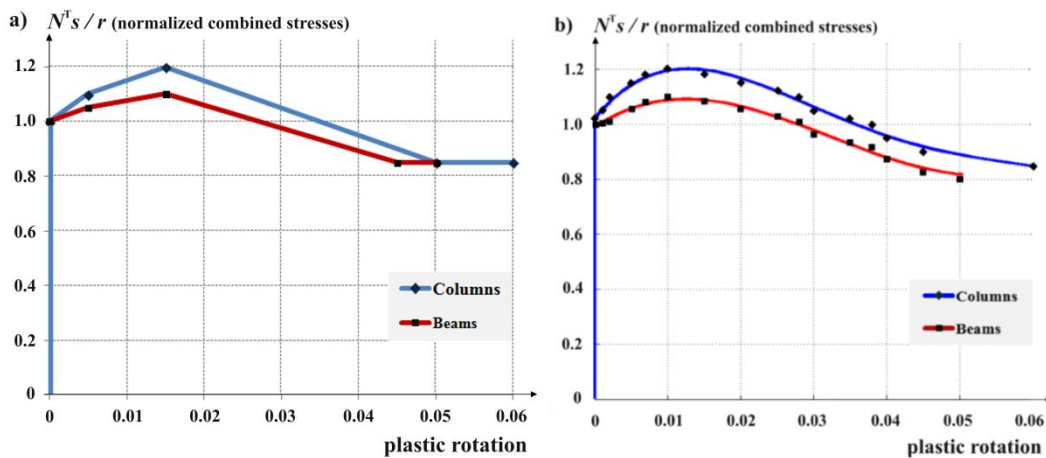 a) Nᵀs / r (normalized combined stresses)
1.2
1.0
0.8
0.6
0.4
0.2
0
0 0.01 0.02 0.03 0.04 0.05 0.06
plastic rotation
Columns
Beams
b) Nᵀs / r (normalized combined stresses)
1.2
1.0
0.8
0.6
0.4
0.2
0
0 0.01 0.02 0.03 0.04 0.05 0.06
plastic rotation
Columns
Beams